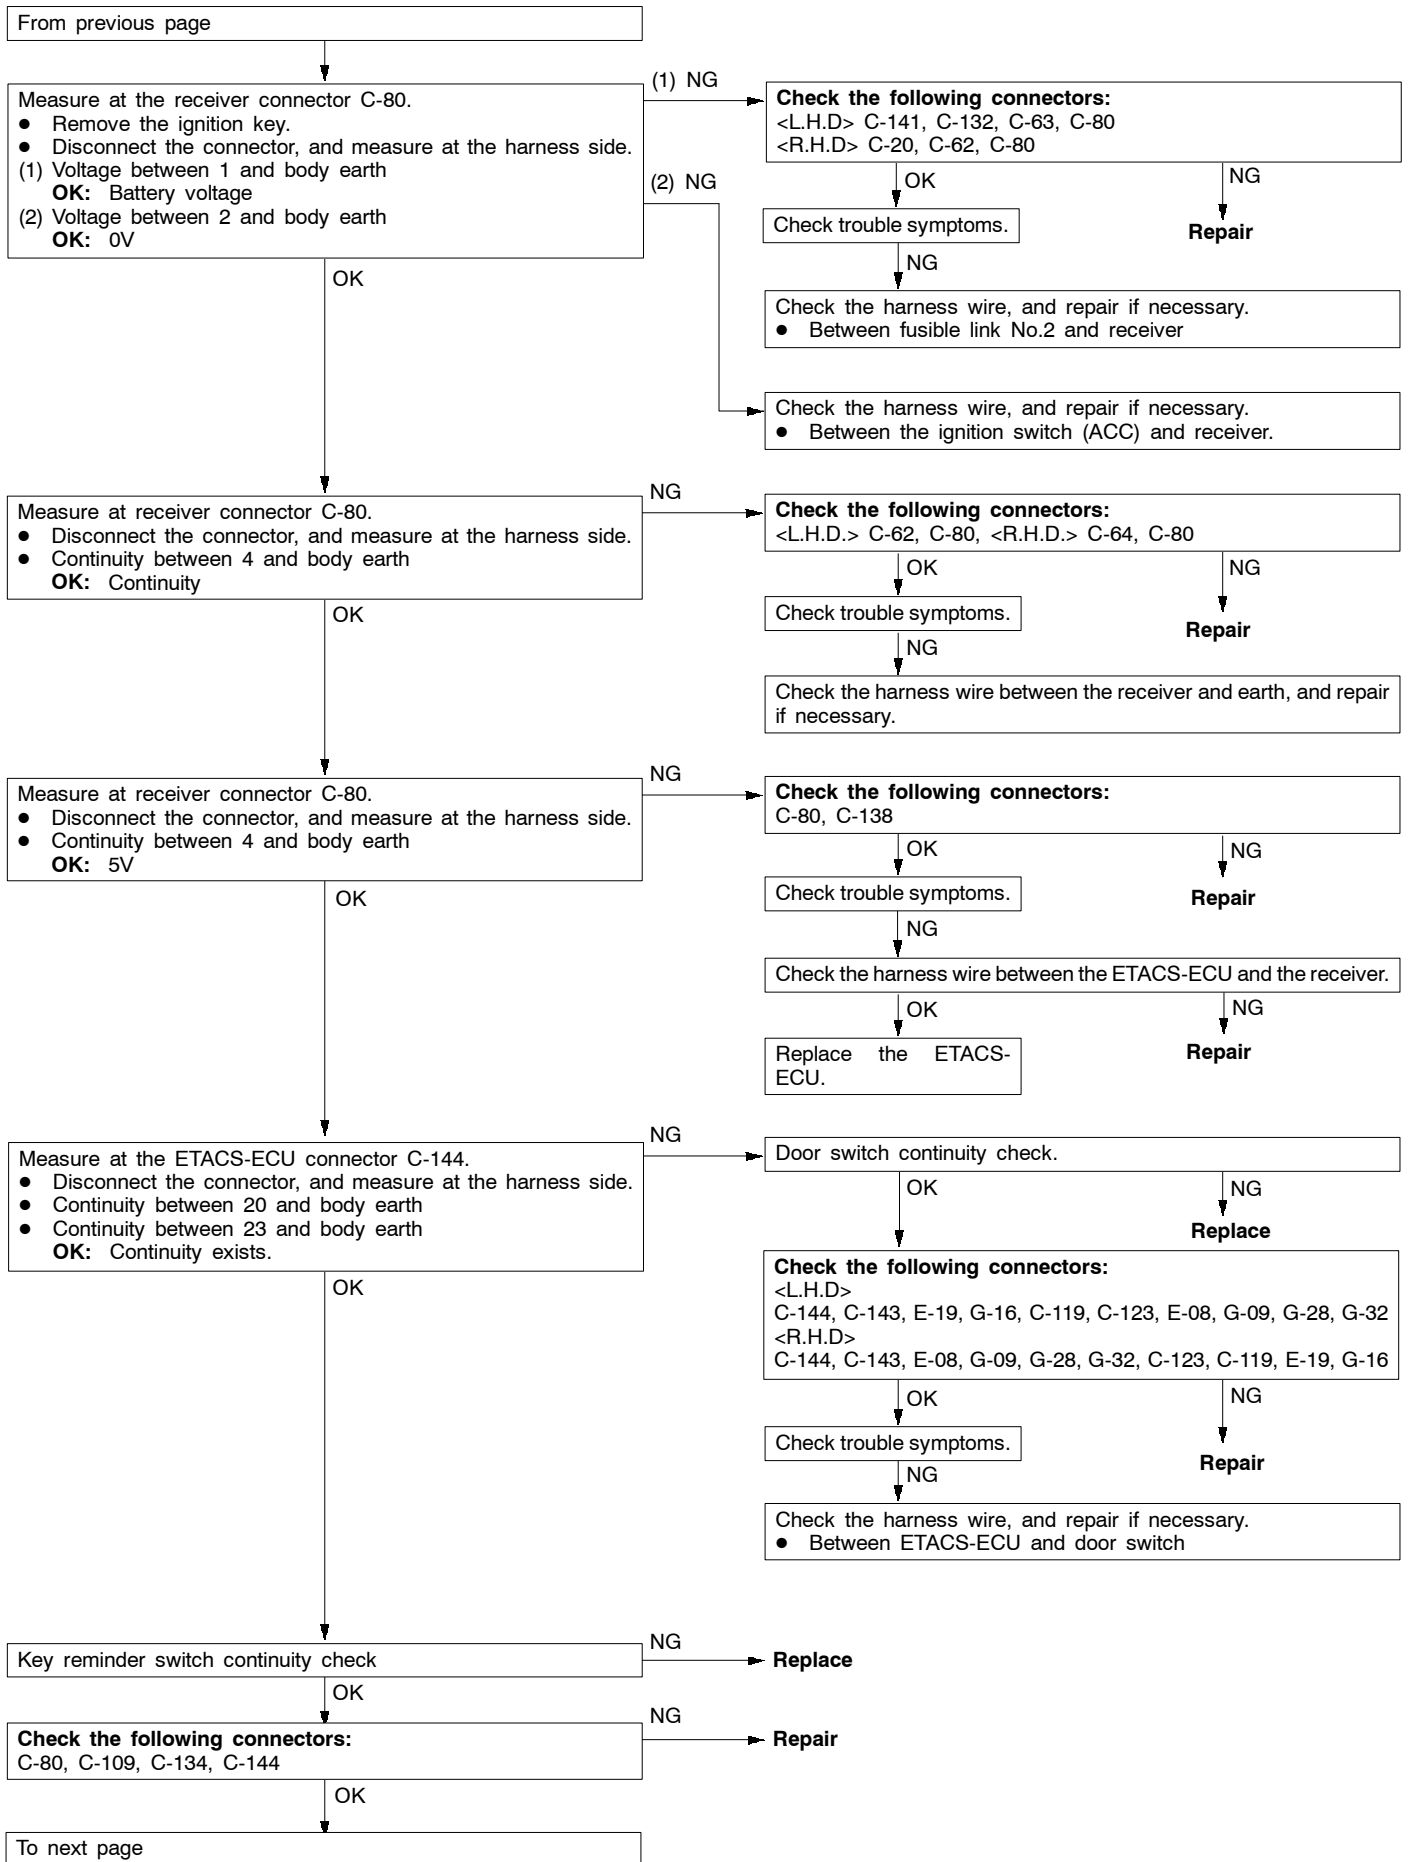 From previous page
Measure at the receiver connector C-80.
● Remove the ignition key.
● Disconnect the connector, and measure at the harness side.
(1) Voltage between 1 and body earth
OK: Battery voltage
(2) Voltage between 2 and body earth
OK: 0V
(1) NG
(2) NG
Check the following connectors:
<L.H.D> C-141, C-132, C-63, C-80
<R.H.D> C-20, C-62, C-80
OK
NG
Check trouble symptoms.
Repair
NG
Check the harness wire, and repair if necessary.
● Between fusible link No.2 and receiver
Check the harness wire, and repair if necessary.
● Between the ignition switch (ACC) and receiver.
OK
Measure at receiver connector C-80.
● Disconnect the connector, and measure at the harness side.
● Continuity between 4 and body earth
OK: Continuity
NG
Check the following connectors:
<L.H.D.> C-62, C-80, <R.H.D.> C-64, C-80
OK
NG
Check trouble symptoms.
Repair
NG
Check the harness wire between the receiver and earth, and repair
if necessary.
OK
Measure at receiver connector C-80.
● Disconnect the connector, and measure at the harness side.
● Continuity between 4 and body earth
OK: 5V
NG
Check the following connectors:
C-80, C-138
OK
NG
Check trouble symptoms.
Repair
NG
Check the harness wire between the ETACS-ECU and the receiver.
OK
NG
Replace the ETACS-
ECU.
Repair
OK
Measure at the ETACS-ECU connector C-144.
● Disconnect the connector, and measure at the harness side.
● Continuity between 20 and body earth
● Continuity between 23 and body earth
OK: Continuity exists.
NG
Door switch continuity check.
OK
NG
Replace
Check the following connectors:
<L.H.D>
C-144, C-143, E-19, G-16, C-119, C-123, E-08, G-09, G-28, G-32
<R.H.D>
C-144, C-143, E-08, G-09, G-28, G-32, C-123, C-119, E-19, G-16
OK
NG
Check trouble symptoms.
Repair
NG
Check the harness wire, and repair if necessary.
● Between ETACS-ECU and door switch
OK
Key reminder switch continuity check
NG
Replace
OK
Check the following connectors:
C-80, C-109, C-134, C-144
NG
Repair
OK
To next page